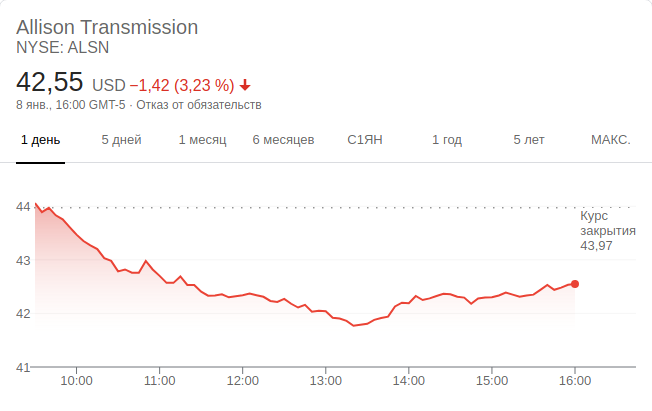 Allison Transmission
NYSE: ALSN
42,55 USD −1,42 (3,23 %)
8 янв., 16:00 GMT-5 · Отказ от обязательств
1 день 5 дней 1 месяц 6 месяцев С1ЯН 1 год 5 лет МАКС.
44
Курс
закрытия
43,97
43
42
41
10:00 11:00 12:00 13:00 14:00 15:00 16:00